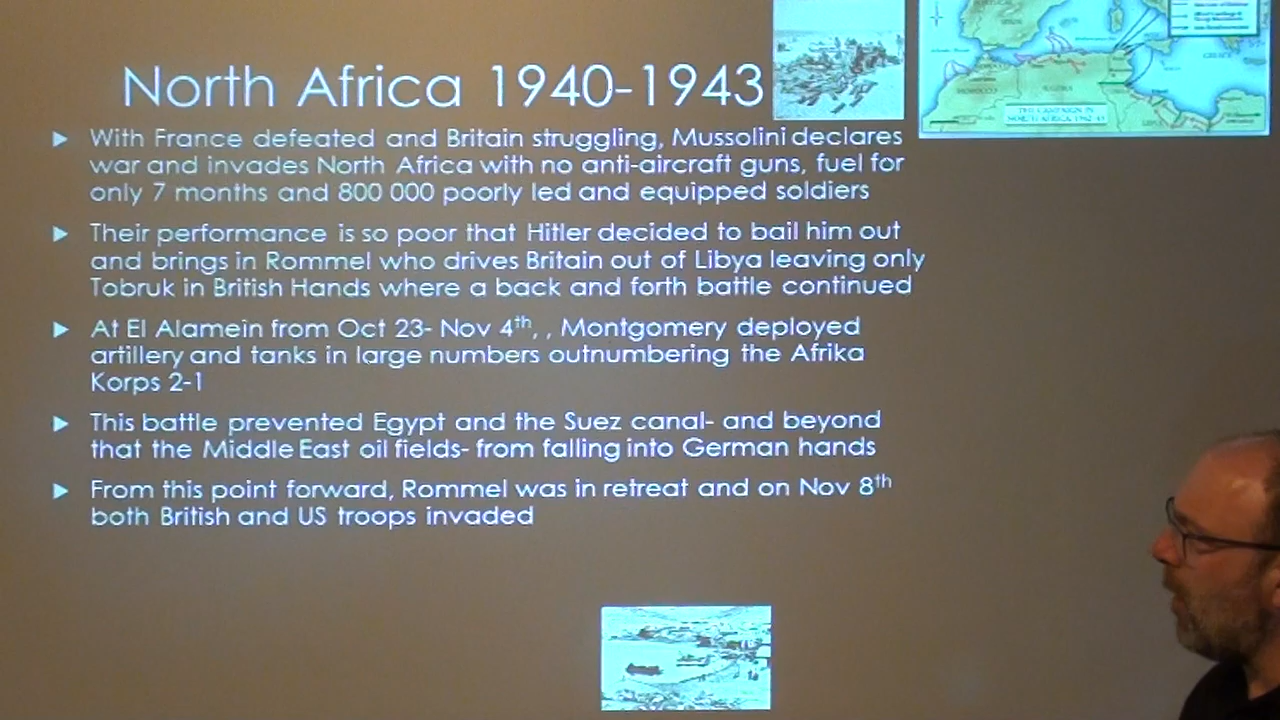 North Africa 1940-1943
With France defeated and Britain struggling, Mussolini declares
war and invades North Africa with no anti-aircraft guns, fuel for
only 7 months and 800 000 poorly led and equipped soldiers
Their performance is so poor that Hitler decided to bail him out
and brings in Rommel who drives Britain out of Libya leaving only
Tobruk in British Hands where a back and forth battle continued
At El Alamein from Oct 23- Nov 4th, , Montgomery deployed
artillery and tanks in large numbers outnumbering the Afrika
Korps 2-1
This battle prevented Egypt and the Suez canal- and beyond
that the Middle East oil fields- from falling into German hands
From this point forward, Rommel was in retreat and on Nov 8th
both British and US troops invaded